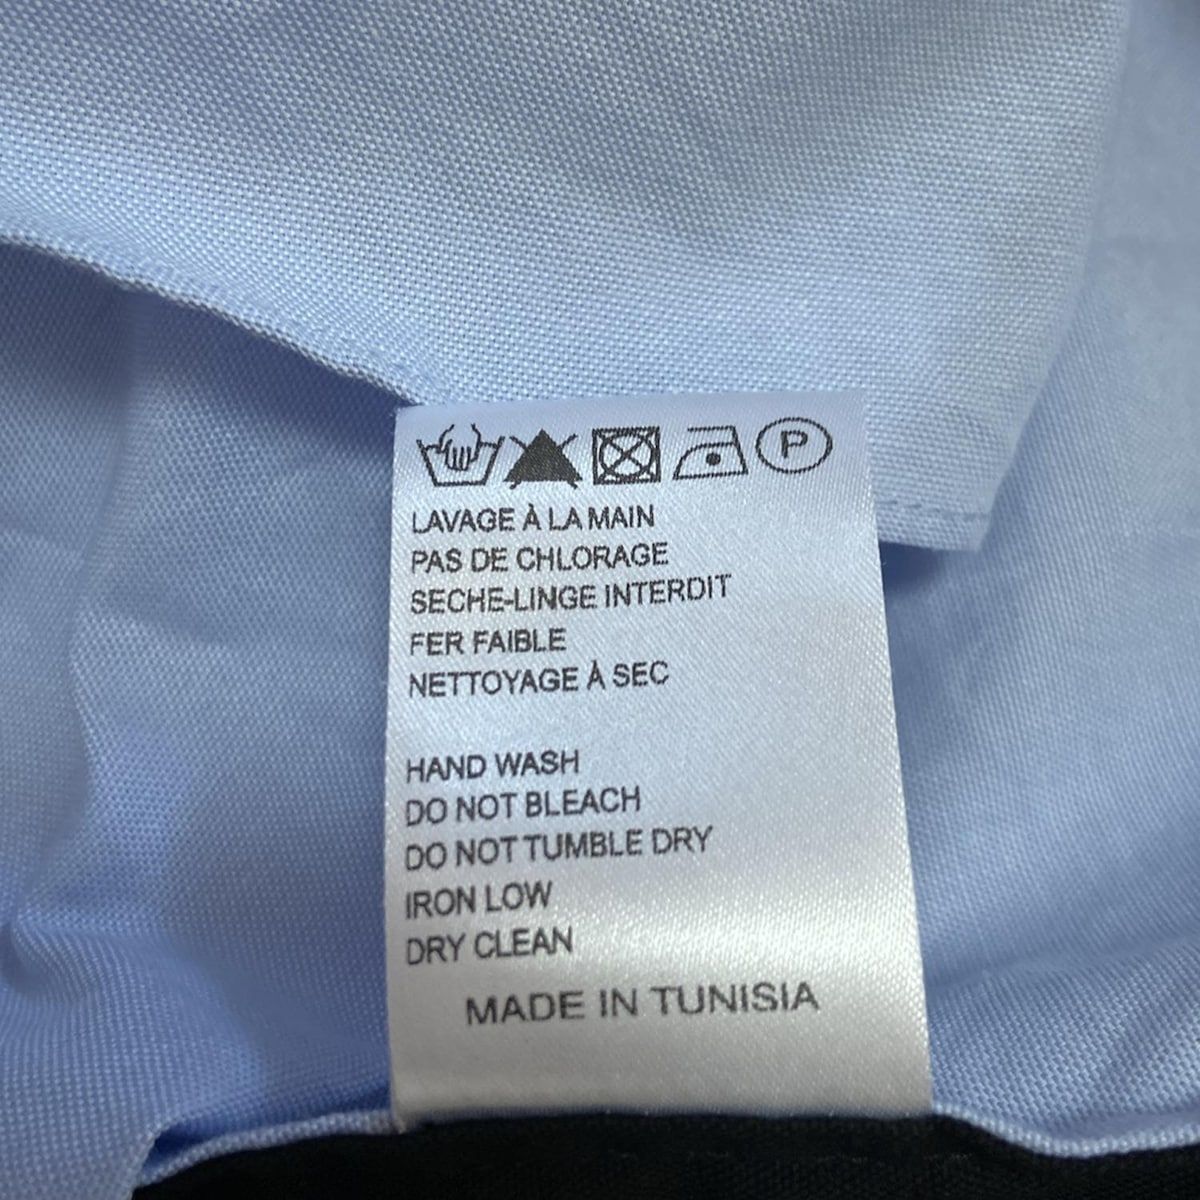 P
LAVAGE À LA MAIN
PAS DE CHLORAGE
SECHE-LINGE INTERDIT
FER FAIBLE
NETTOYAGE À SEC
HAND WASH
DO NOT BLEACH
DO NOT TUMBLE DRY
IRON LOW
DRY CLEAN
MADE IN TUNISIA